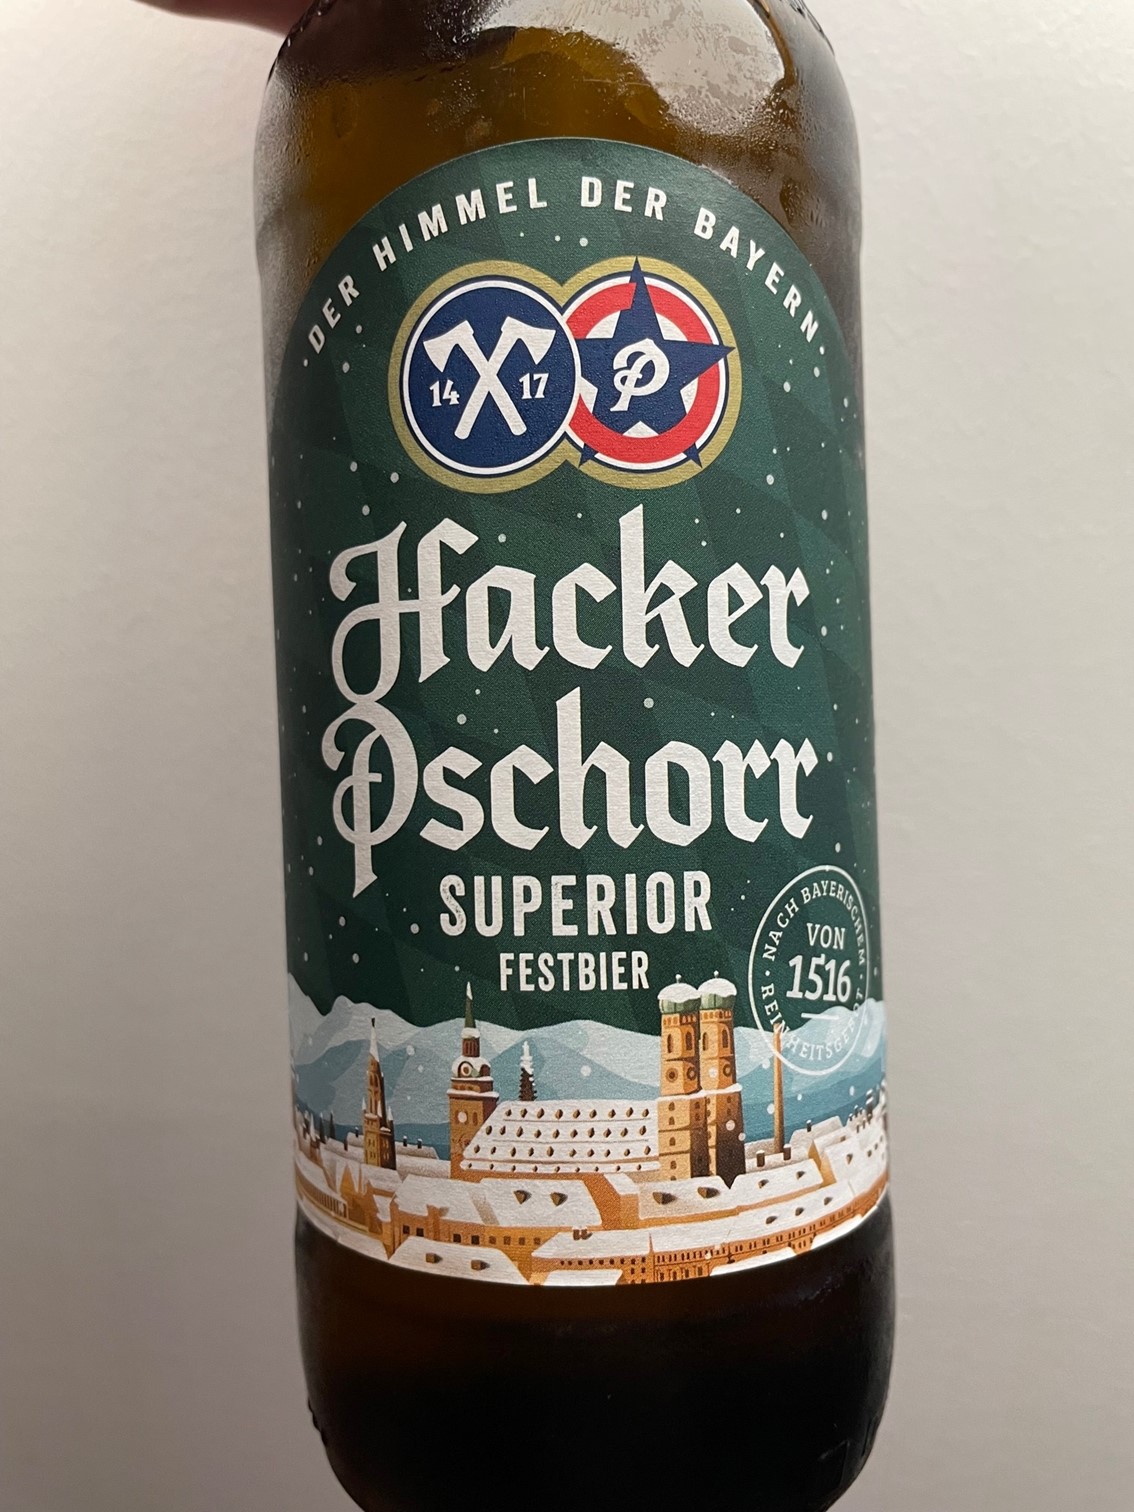 · DER HIMMEL DER BAYERN ·
14 17
P
Hacker
Pschorr
SUPERIOR
FESTBIER
· NACH BAYERISCHEM · REINHEITSGEBOT
VON
1516